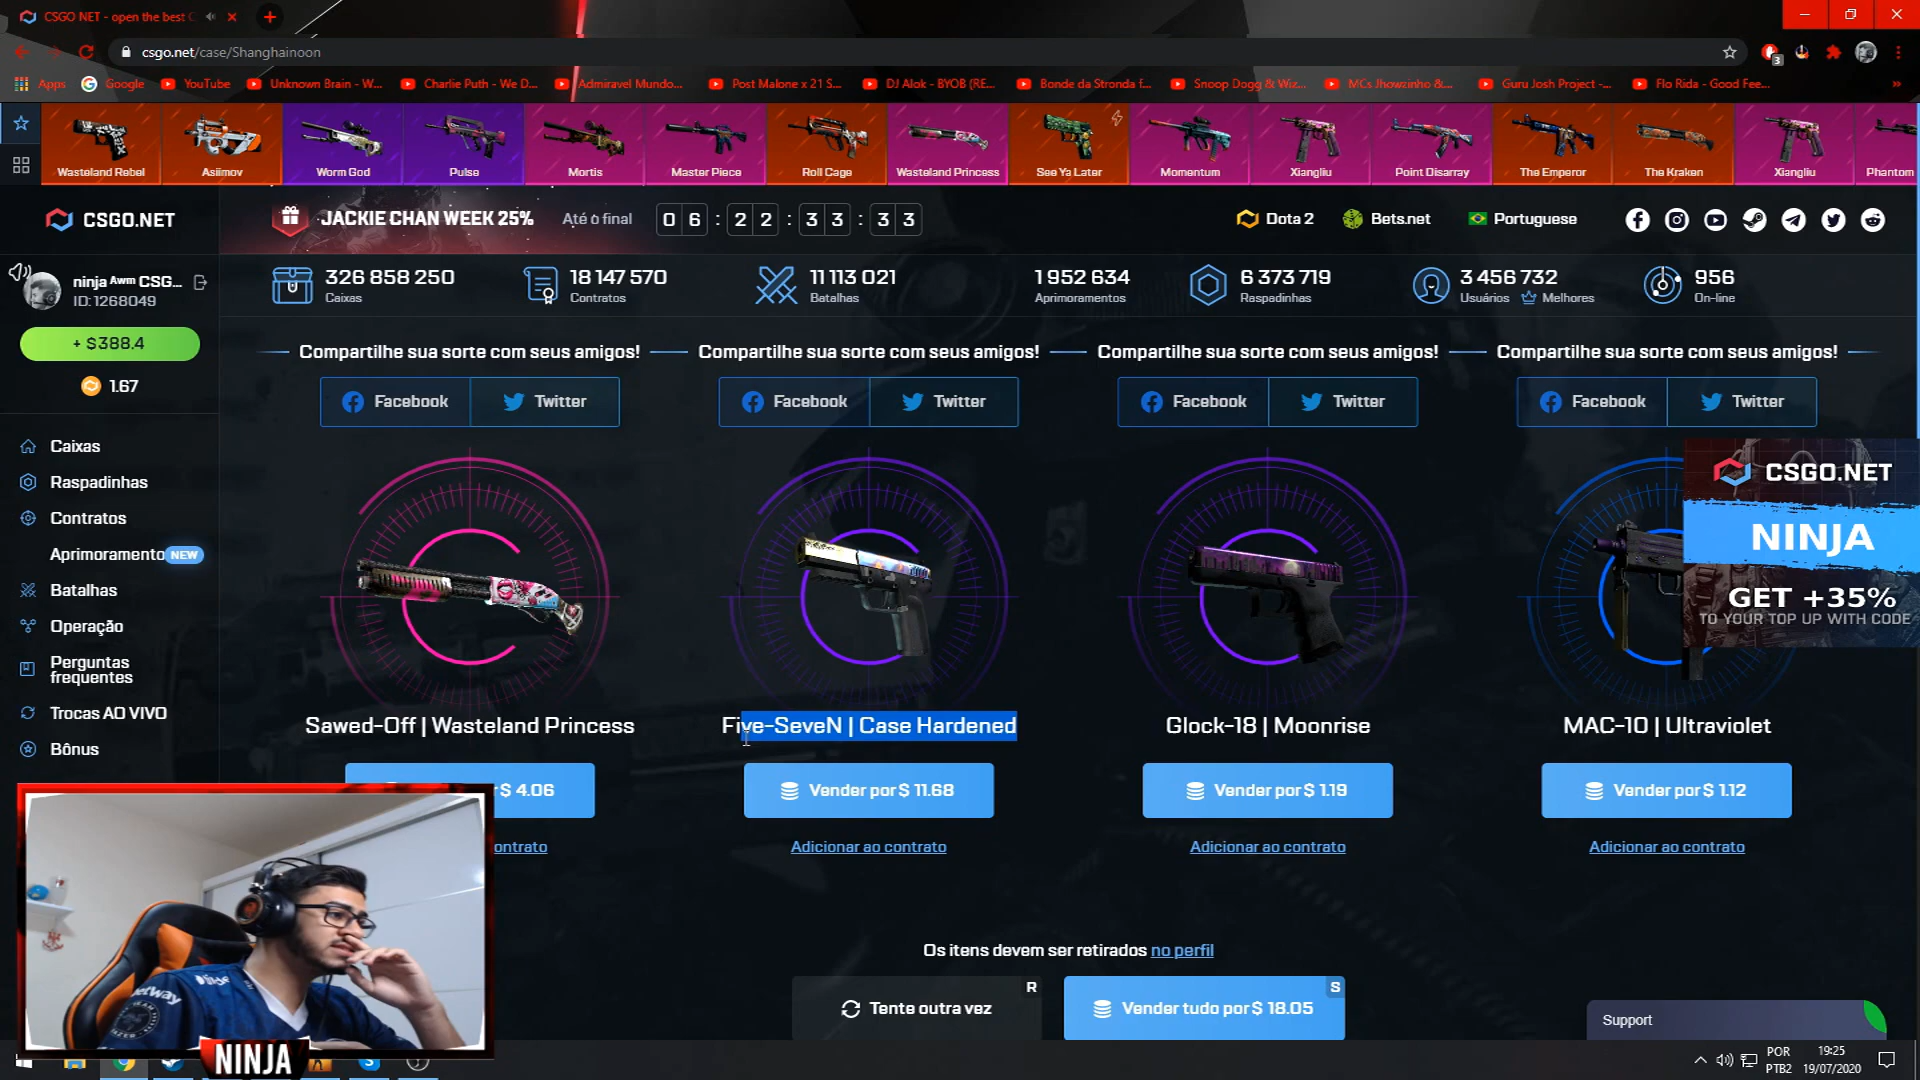 CSGO NET - open the best C
csgo.net/case/Shanghainoon
3
Apps
Google
YouTube
Unknown Brain - W...
Charlie Puth - We D...
Admiravel Mundo...
Post Malone x 21 S...
DJ Alok - BYOB (RE...
Bonde da Stronda f...
Snoop Dogg & Wiz...
MCs Jhowzinho &...
Guru Josh Project -...
Flo Rida - Good Fee...
Wasteland Rebel
Asiimov
Worm God
Pulse
Mortis
Master Piece
Roll Cage
Wasteland Princess
See Ya Later
Momentum
Xiangliu
Point Disarray
The Emperor
The Kraken
Xiangliu
Phantom
CSGO.NET
JACKIE CHAN WEEK 25%
Até o final
06 : 22 : 33 : 33
Dota 2
Bets.net
Portuguese
ninja Awm CSG...
ID:1268049
326 858 250
Caixas
18 147 570
Contratos
11 113 021
Batalhas
1 952 634
Aprimoramentos
6 373 719
Raspadinhas
3 456 732
Usuários
Melhores
956
On-line
+ $388.4
1.67
Caixas
Raspadinhas
Contratos
Aprimoramento NEW
Batalhas
Operação
Perguntas
frequentes
Trocas AO VIVO
Bônus
Compartilhe sua sorte com seus amigos!
Facebook
Twitter
Sawed-Off | Wasteland Princess
$ 4.06
ontrato
Compartilhe sua sorte com seus amigos!
Facebook
Twitter
Five-SeveN | Case Hardened
Vender por $ 11.68
Adicionar ao contrato
Compartilhe sua sorte com seus amigos!
Facebook
Twitter
Glock-18 | Moonrise
Vender por $ 1.19
Adicionar ao contrato
Compartilhe sua sorte com seus amigos!
Facebook
Twitter
MAC-10 | Ultraviolet
Vender por $ 1.12
Adicionar ao contrato
CSGO.NET
NINJA
GET +35%
TO YOUR TOP UP WITH CODE
Os itens devem ser retirados no perfil
Tente outra vez
R
Vender tudo por $ 18.05
S
Support
NINJA
POR
PTB2
19:25
19/07/2020